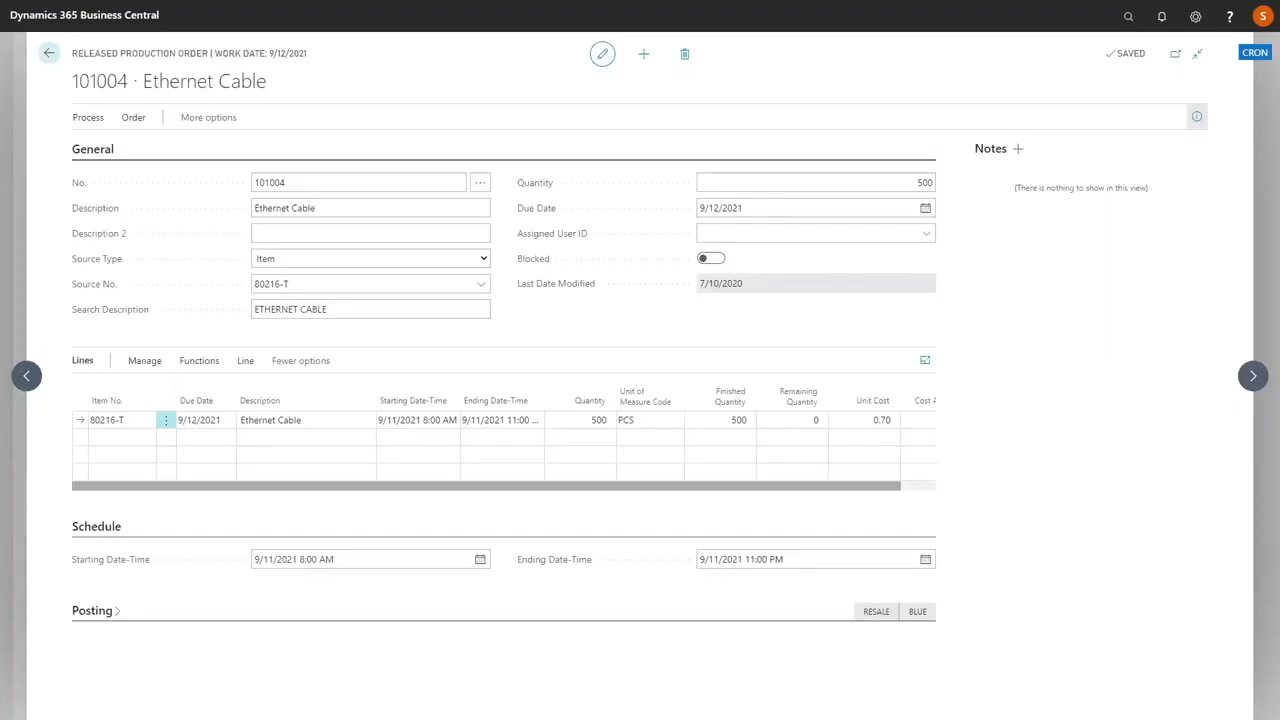 Dynamics 365 Business Central
?
S
RELEASED PRODUCTION ORDER | WORK DATE: 9/12/2021
SAVED
CRON
101004 · Ethernet Cable
Process Order More options
General
Notes
(There is nothing to show in this view)
No. 101004
Quantity 500
Description Ethernet Cable
Due Date 9/12/2021
Description 2
Assigned User ID
Source Type Item
Blocked
Source No. 80216-T
Last Date Modified 7/10/2020
Search Description ETHERNET CABLE
Lines Manage Functions Line Fewer options
Item No. Due Date Description Starting Date-Time Ending Date-Time Quantity Unit of Measure Code Finished Quantity Remaining Quantity Unit Cost Cost A
80216-T 9/12/2021 Ethernet Cable 9/11/2021 8:00 AM 9/11/2021 11:00 ... 500 PCS 500 0 0.70
Schedule
Starting Date-Time 9/11/2021 8:00 AM
Ending Date-Time 9/11/2021 11:00 PM
Posting
RESALE BLUE